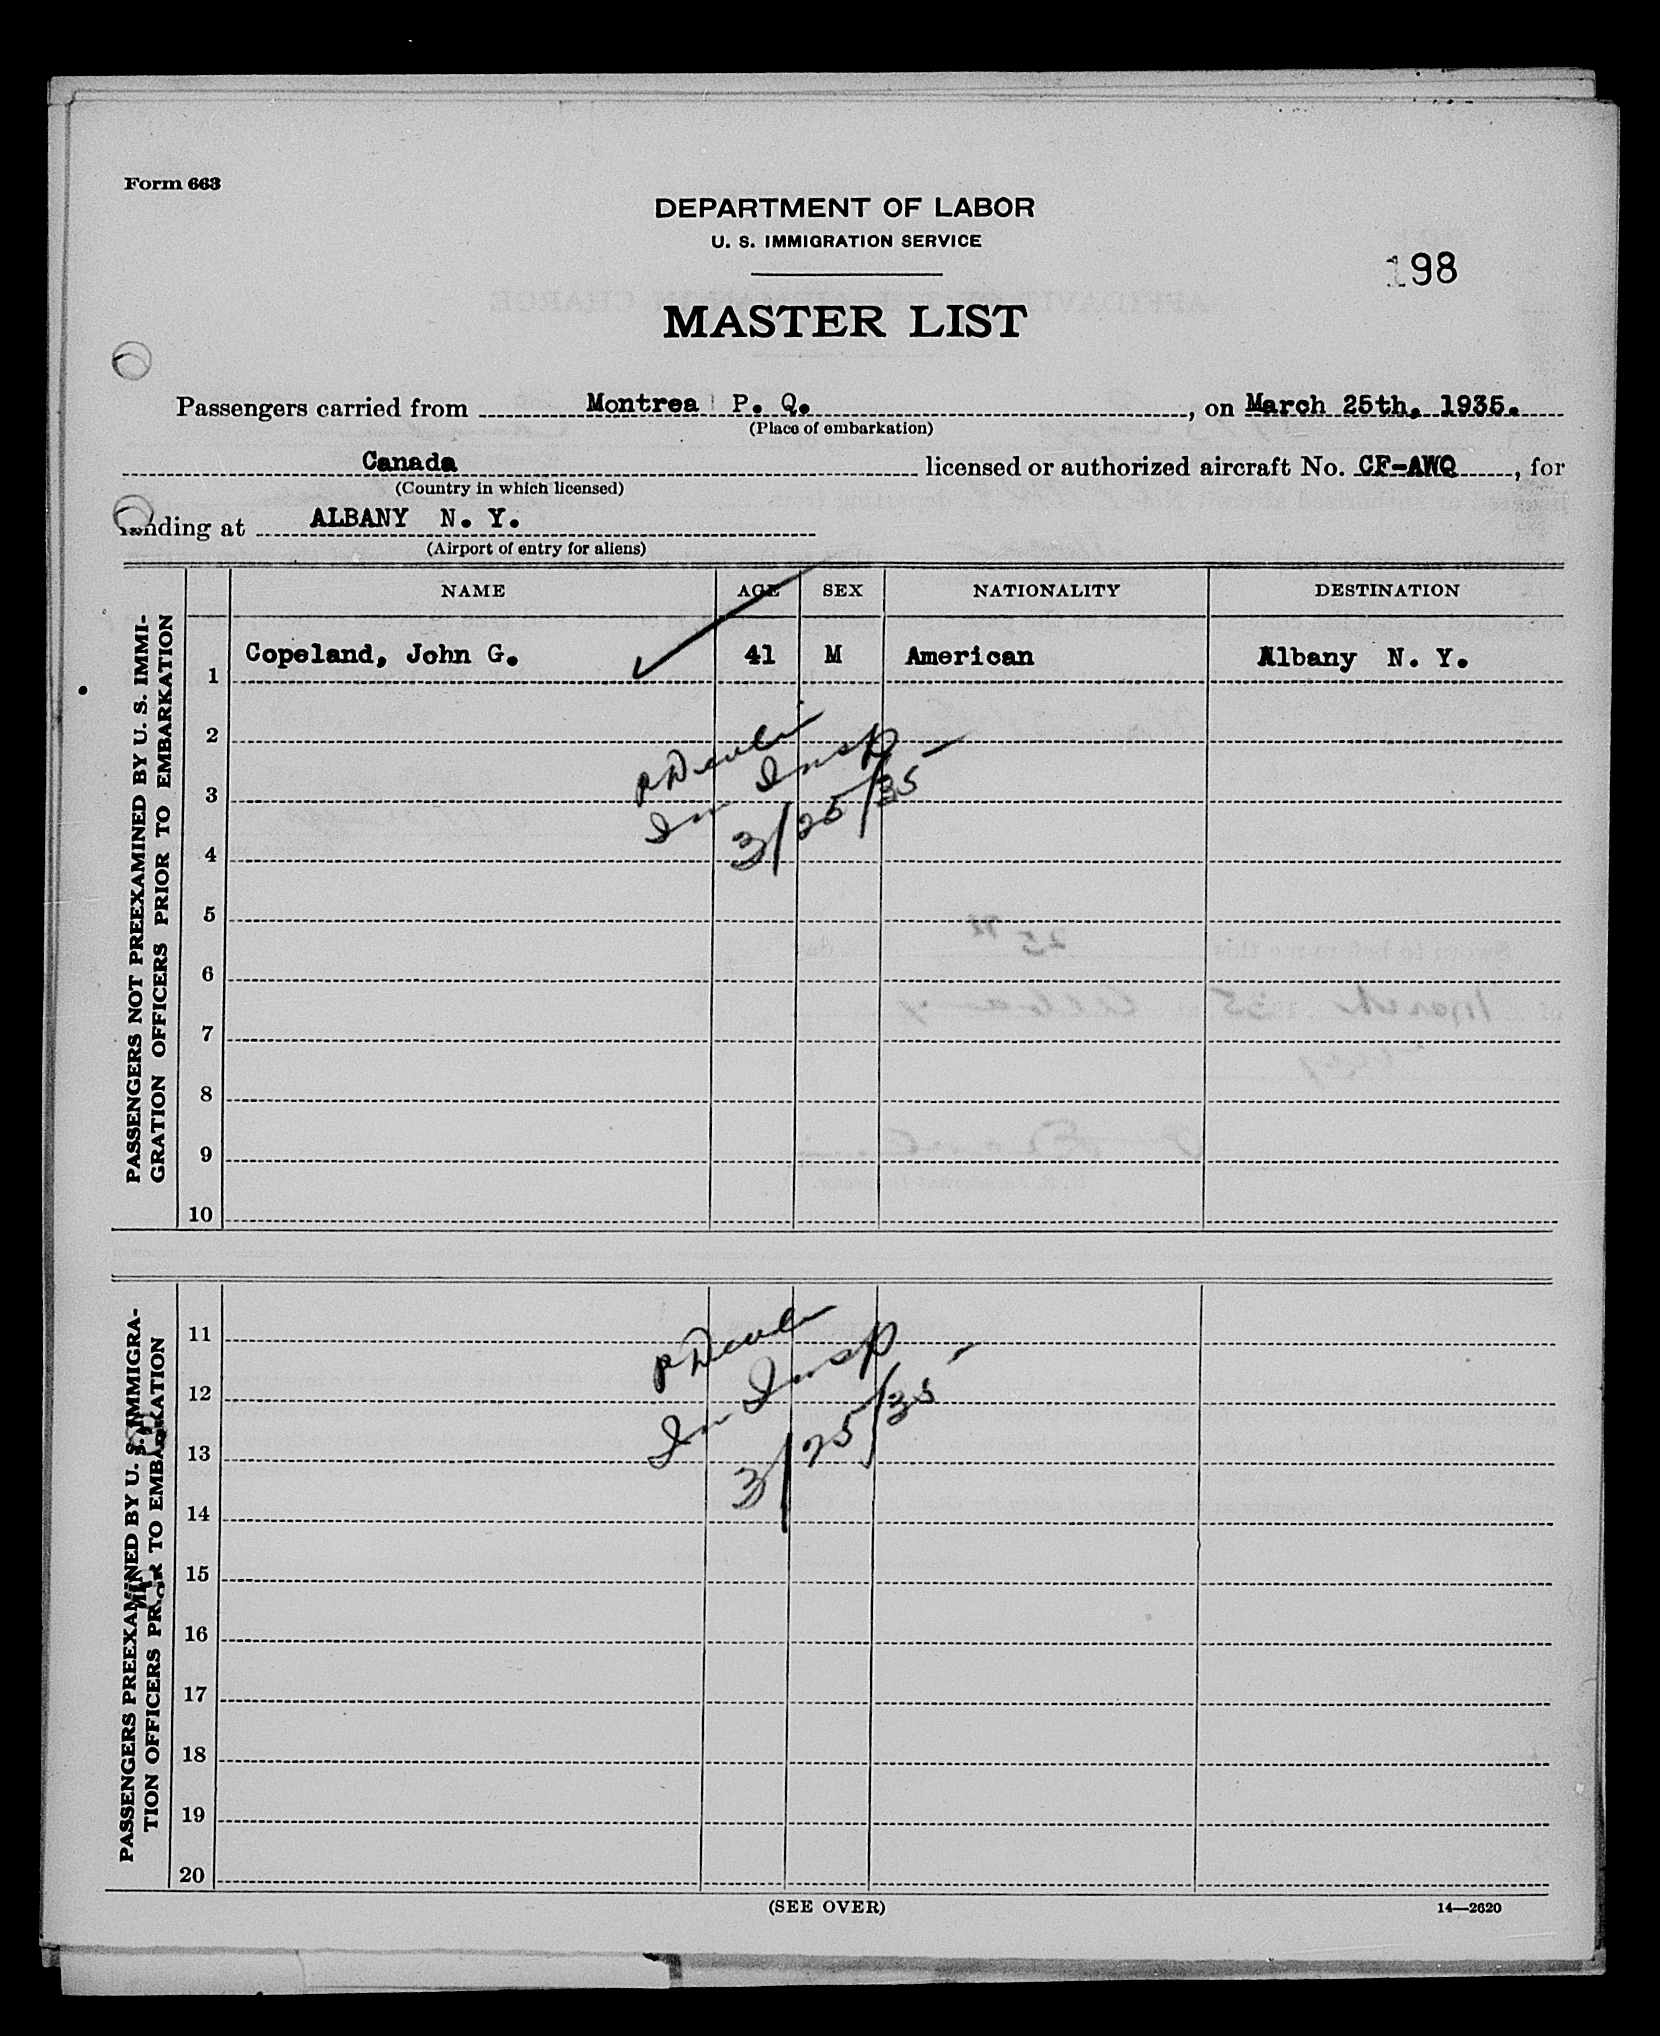 Form 663
DEPARTMENT OF LABOR
U. S. IMMIGRATION SERVICE
198
MASTER LIST
Passengers carried from Montrea P. Q., on March 25th, 1935.
(Place of embarkation)
Canada licensed or authorized aircraft No. CF-AWQ, for
(Country in which licensed)
landing at ALBANY N. Y.
(Airport of entry for aliens)
NAME AGE SEX NATIONALITY DESTINATION
PASSENGERS NOT PREEXAMINED BY U. S. IMMI-
GRATION OFFICERS PRIOR TO EMBARKATION
1 Copeland, John G. 41 M American Albany N. Y.
2
3
4
Im Insp
3/25/35
5
6
7
8
9
10
PASSENGERS PREEXAMINED BY U. S. IMMIGRA-
TION OFFICERS PRIOR TO EMBARKATION
11
12
13
14
Im Insp
3/25/35
15
16
17
18
19
20
(SEE OVER)
14—2620